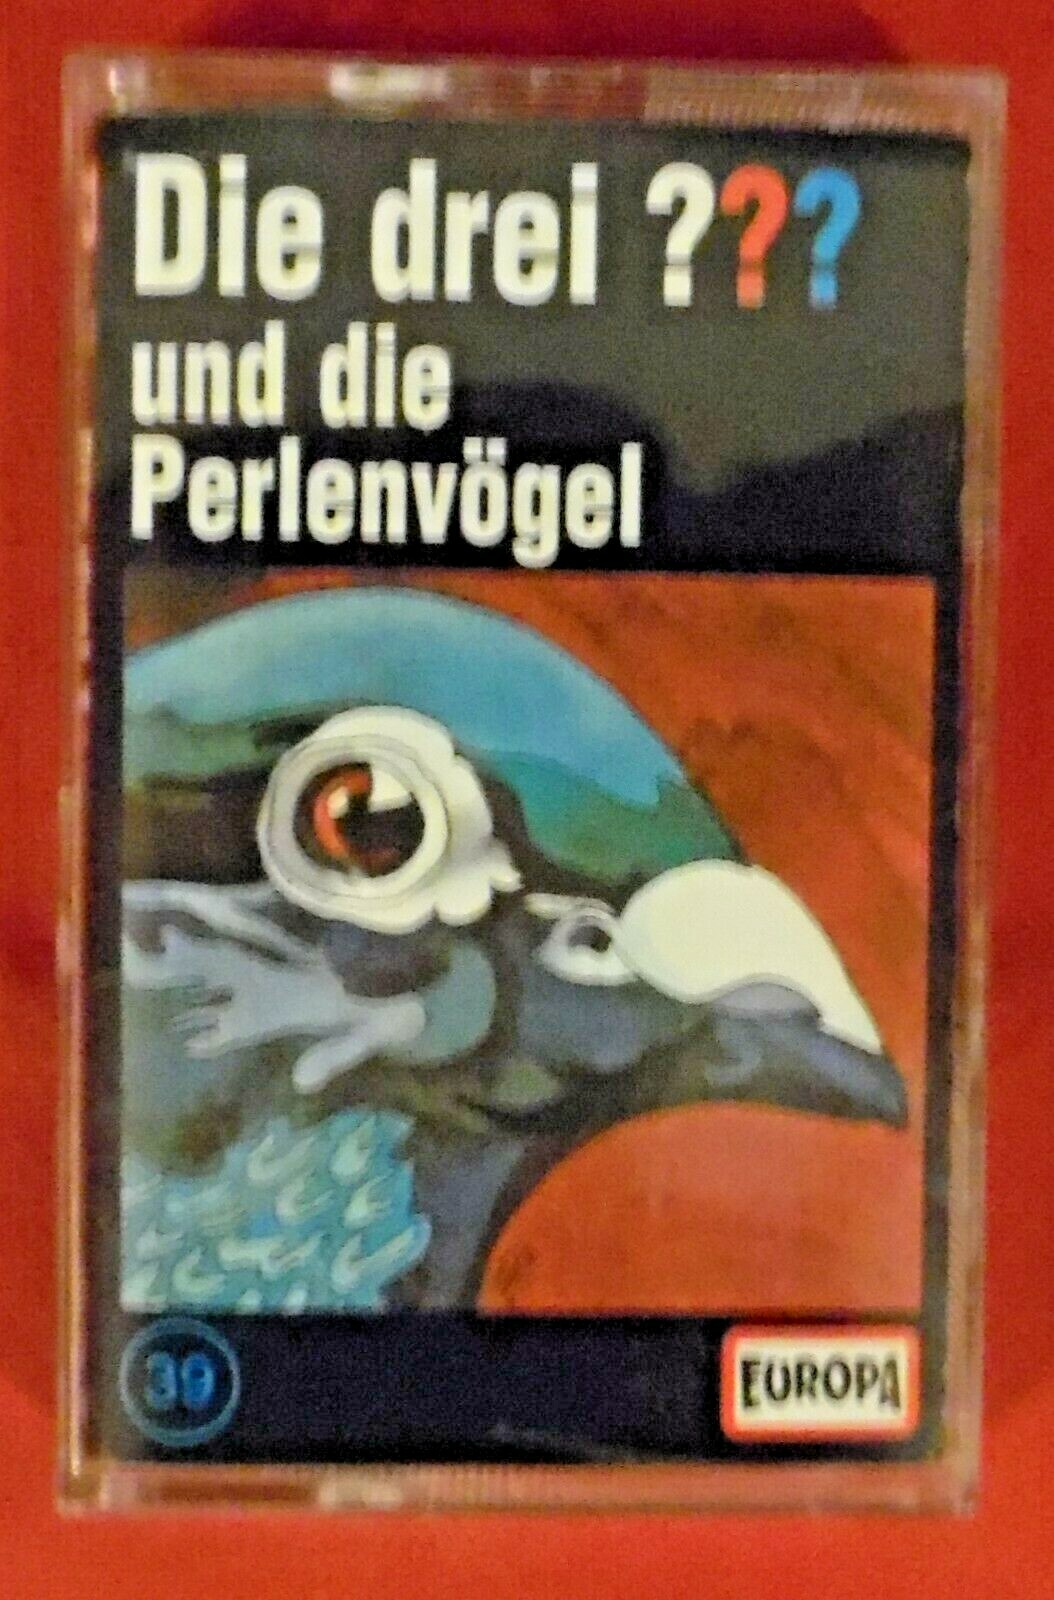 Die drei ???
und die
Perlenvögel
39
EUROPA